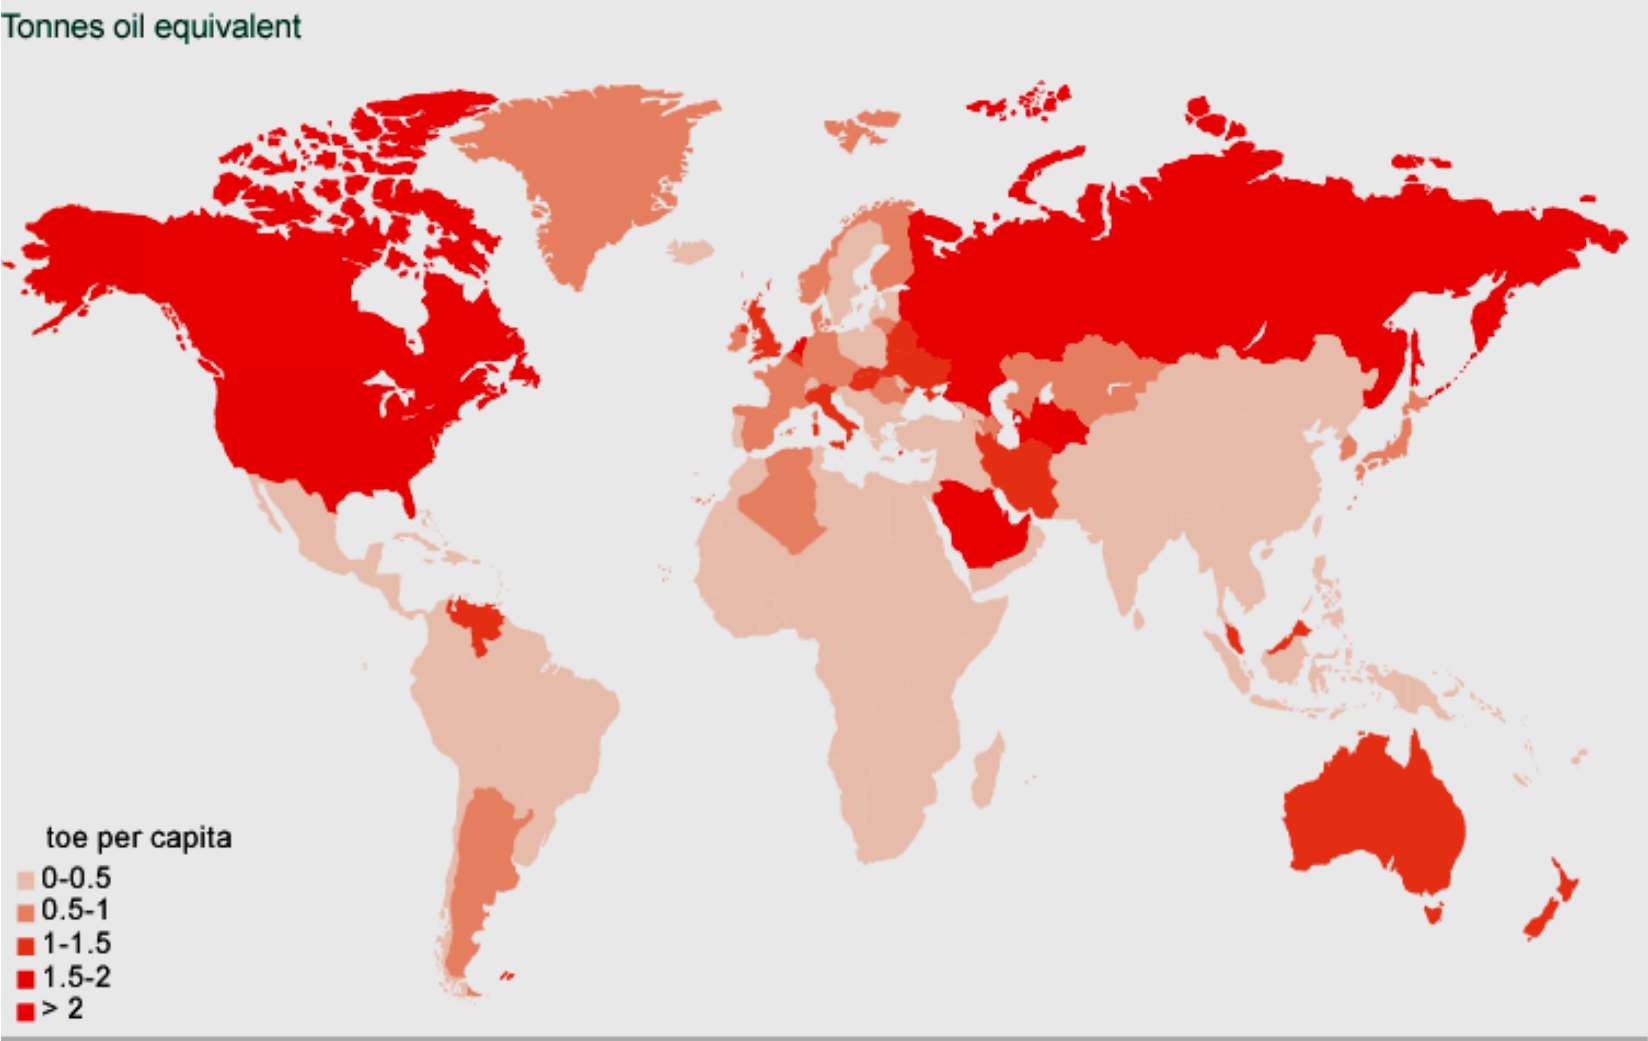 Tonnes oil equivalent
toe per capita
0-0.5
0.5-1
1-1.5
1.5-2
> 2